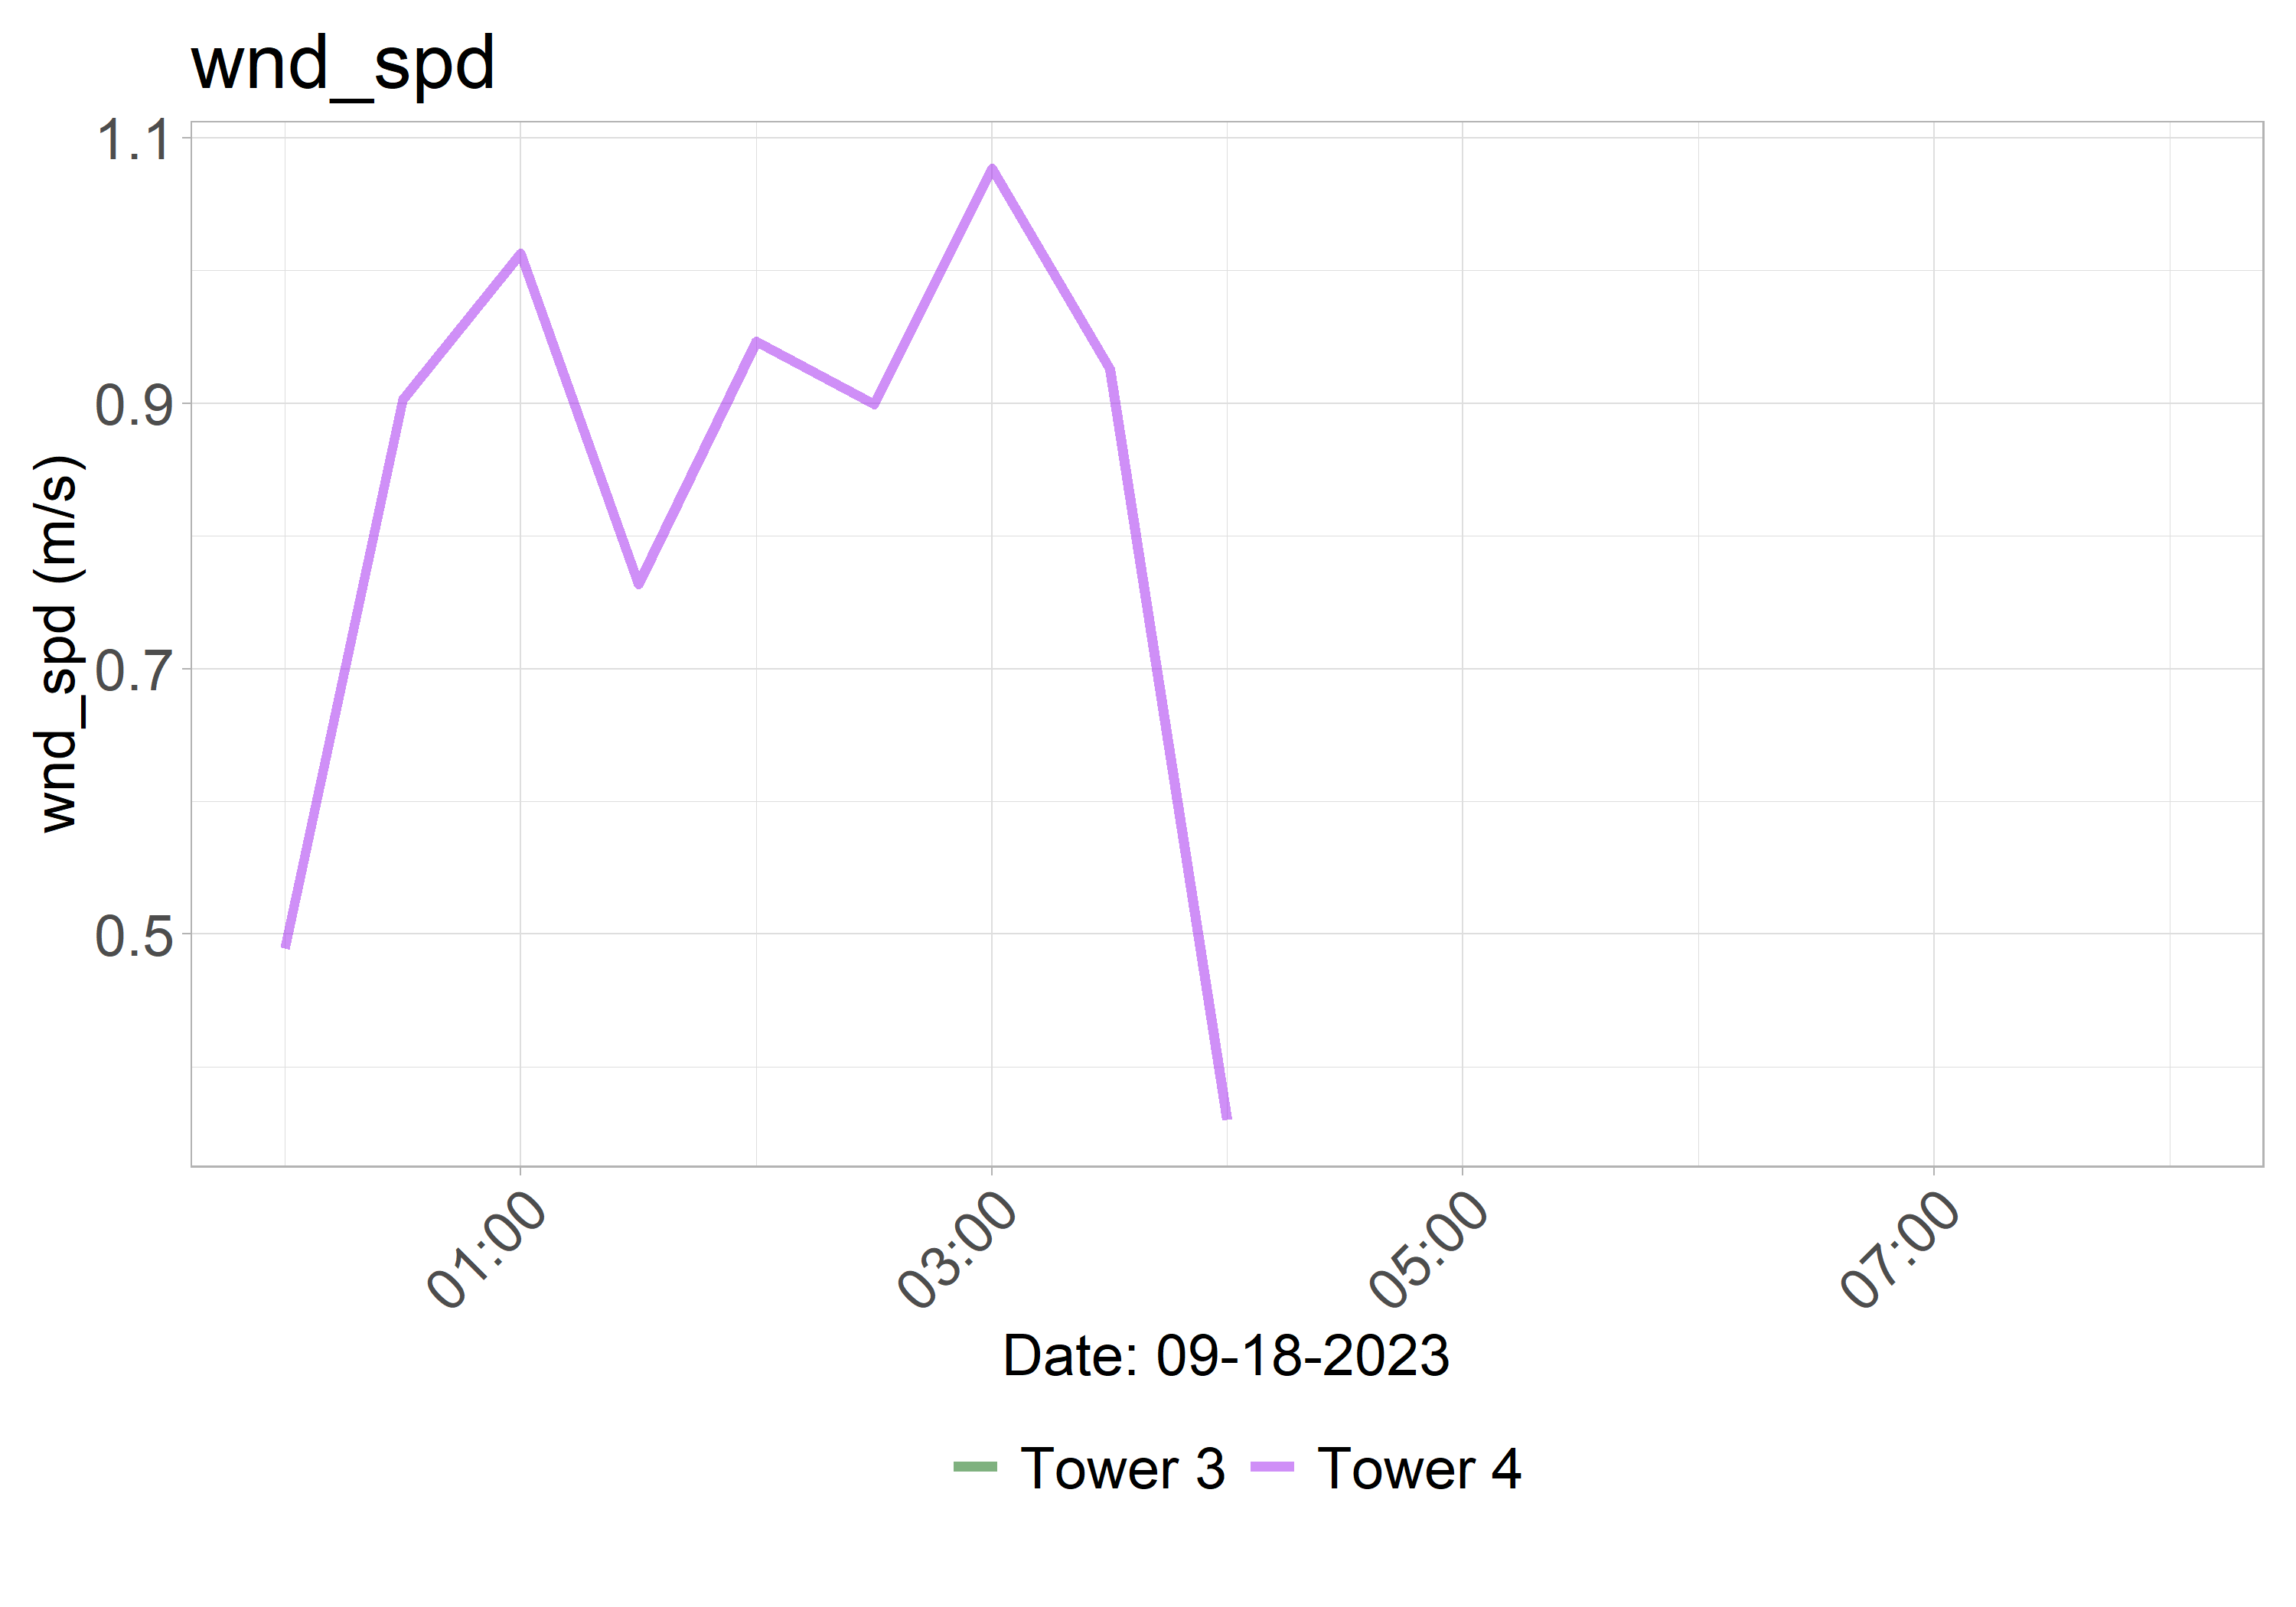 wnd_spd
1.1
0.9
0.7
0.5
wnd_spd (m/s)
01:00 03:00 05:00 07:00
Date: 09-18-2023
Tower 3 Tower 4